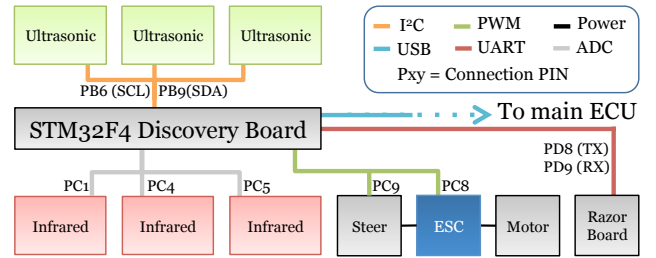 Ultrasonic Ultrasonic Ultrasonic
I²C PWM Power
USB UART ADC
Pxy = Connection PIN
PB6 (SCL) PB9(SDA)
STM32F4 Discovery Board
To main ECU
PD8 (TX)
PD9 (RX)
PC1 PC4 PC5 PC9 PC8
Infrared Infrared Infrared Steer ESC Motor Razor
Board